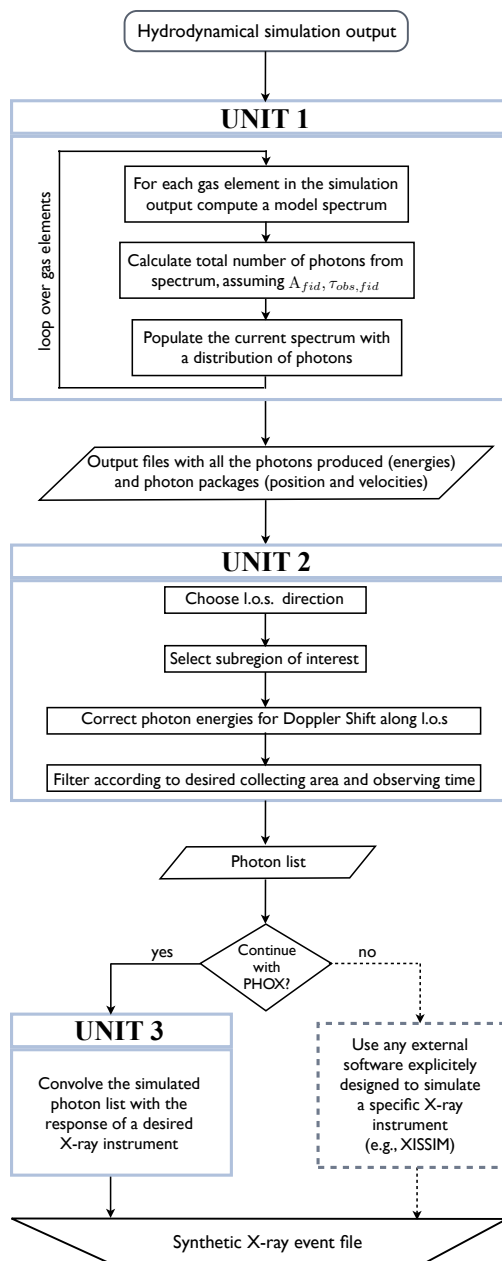 Hydrodynamical simulation output
UNIT 1
loop over gas elements
For each gas element in the simulation
output compute a model spectrum
Calculate total number of photons from
spectrum, assuming A_{fid}, τ_{obs,fid}
Populate the current spectrum with
a distribution of photons
Output files with all the photons produced (energies)
and photon packages (position and velocities)
UNIT 2
Choose l.o.s. direction
Select subregion of interest
Correct photon energies for Doppler Shift along l.o.s
Filter according to desired collecting area and observing time
Photon list
yes
Continue
with
PHOX?
no
UNIT 3
Convolve the simulated
photon list with the
response of a desired
X-ray instrument
Use any external
software explicitely
designed to simulate
a specific X-ray
instrument
(e.g., XISSIM)
Synthetic X-ray event file